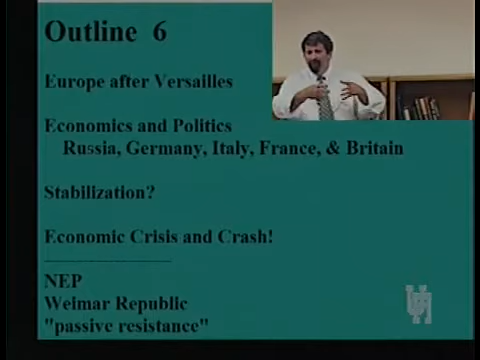 Outline 6
Europe after Versailles
Economics and Politics
Russia, Germany, Italy, France, & Britain
Stabilization?
Economic Crisis and Crash!
NEP
Weimar Republic
"passive resistance"